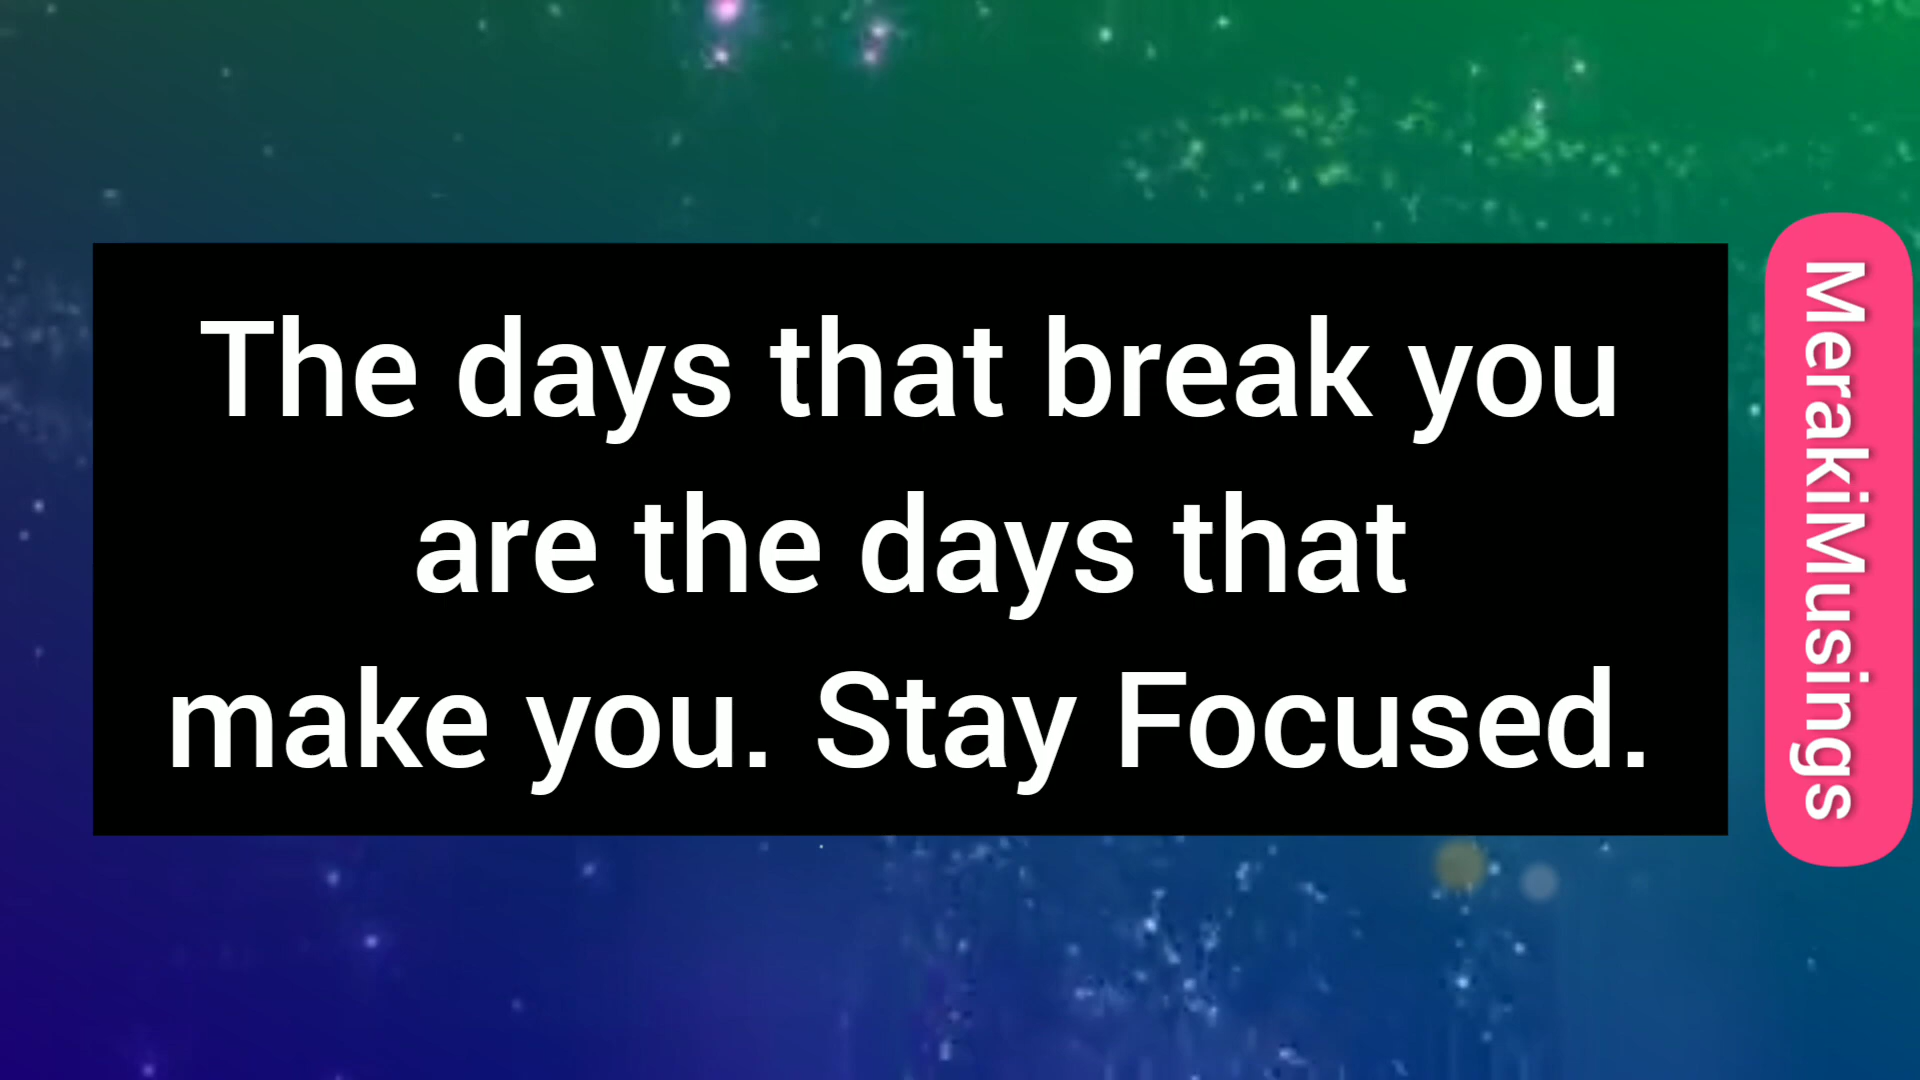 The days that break you
are the days that
make you. Stay Focused.
MerakiMusings